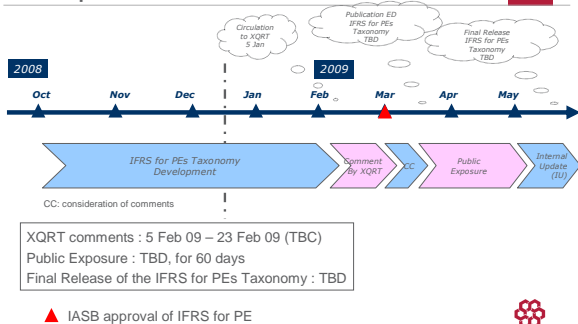 Circulation
to XQRT
5 Jan
Publication ED
IFRS for PEs
Taxonomy
TBD
Final Release
IFRS for PEs
Taxonomy
TBD
2008
2009
Oct
Nov
Dec
Jan
Feb
Mar
Apr
May
IFRS for PEs Taxonomy
Development
Comment
By XQRT
CC
Public
Exposure
Internal
Update
(IU)
CC: consideration of comments
XQRT comments : 5 Feb 09 – 23 Feb 09 (TBC)
Public Exposure : TBD, for 60 days
Final Release of the IFRS for PEs Taxonomy : TBD
IASB approval of IFRS for PE